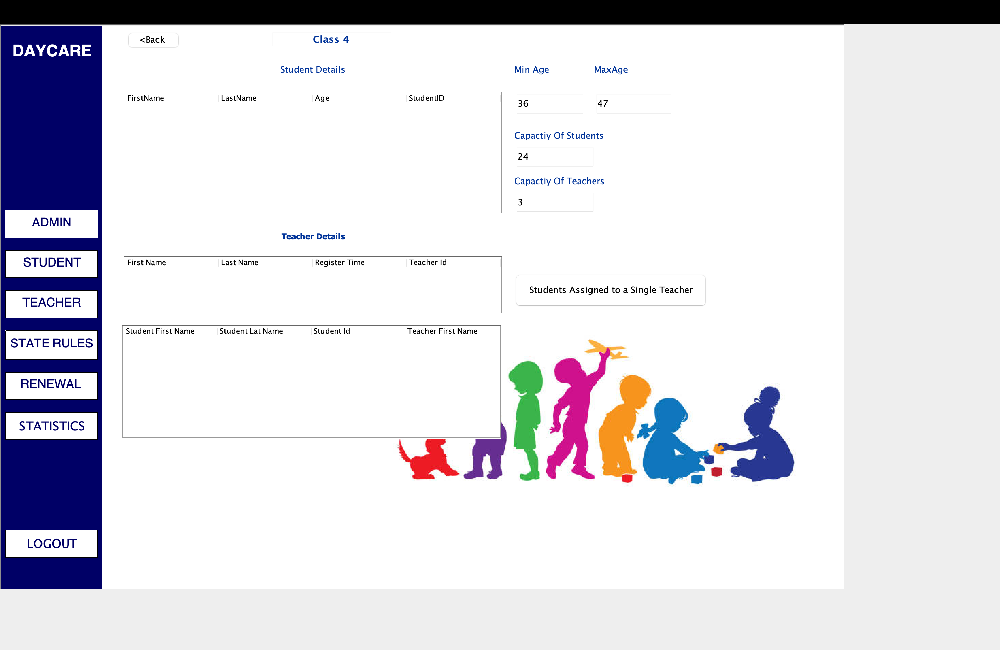 DAYCARE
ADMIN
STUDENT
TEACHER
STATE RULES
RENEWAL
STATISTICS
LOGOUT
<Back
Class 4
Student Details
FirstName LastName Age StudentID
Min Age MaxAge
36 47
Capactiy Of Students
24
Capactiy Of Teachers
3
Teacher Details
First Name Last Name Register Time Teacher Id
Students Assigned to a Single Teacher
Student First Name Student Lat Name Student Id Teacher First Name